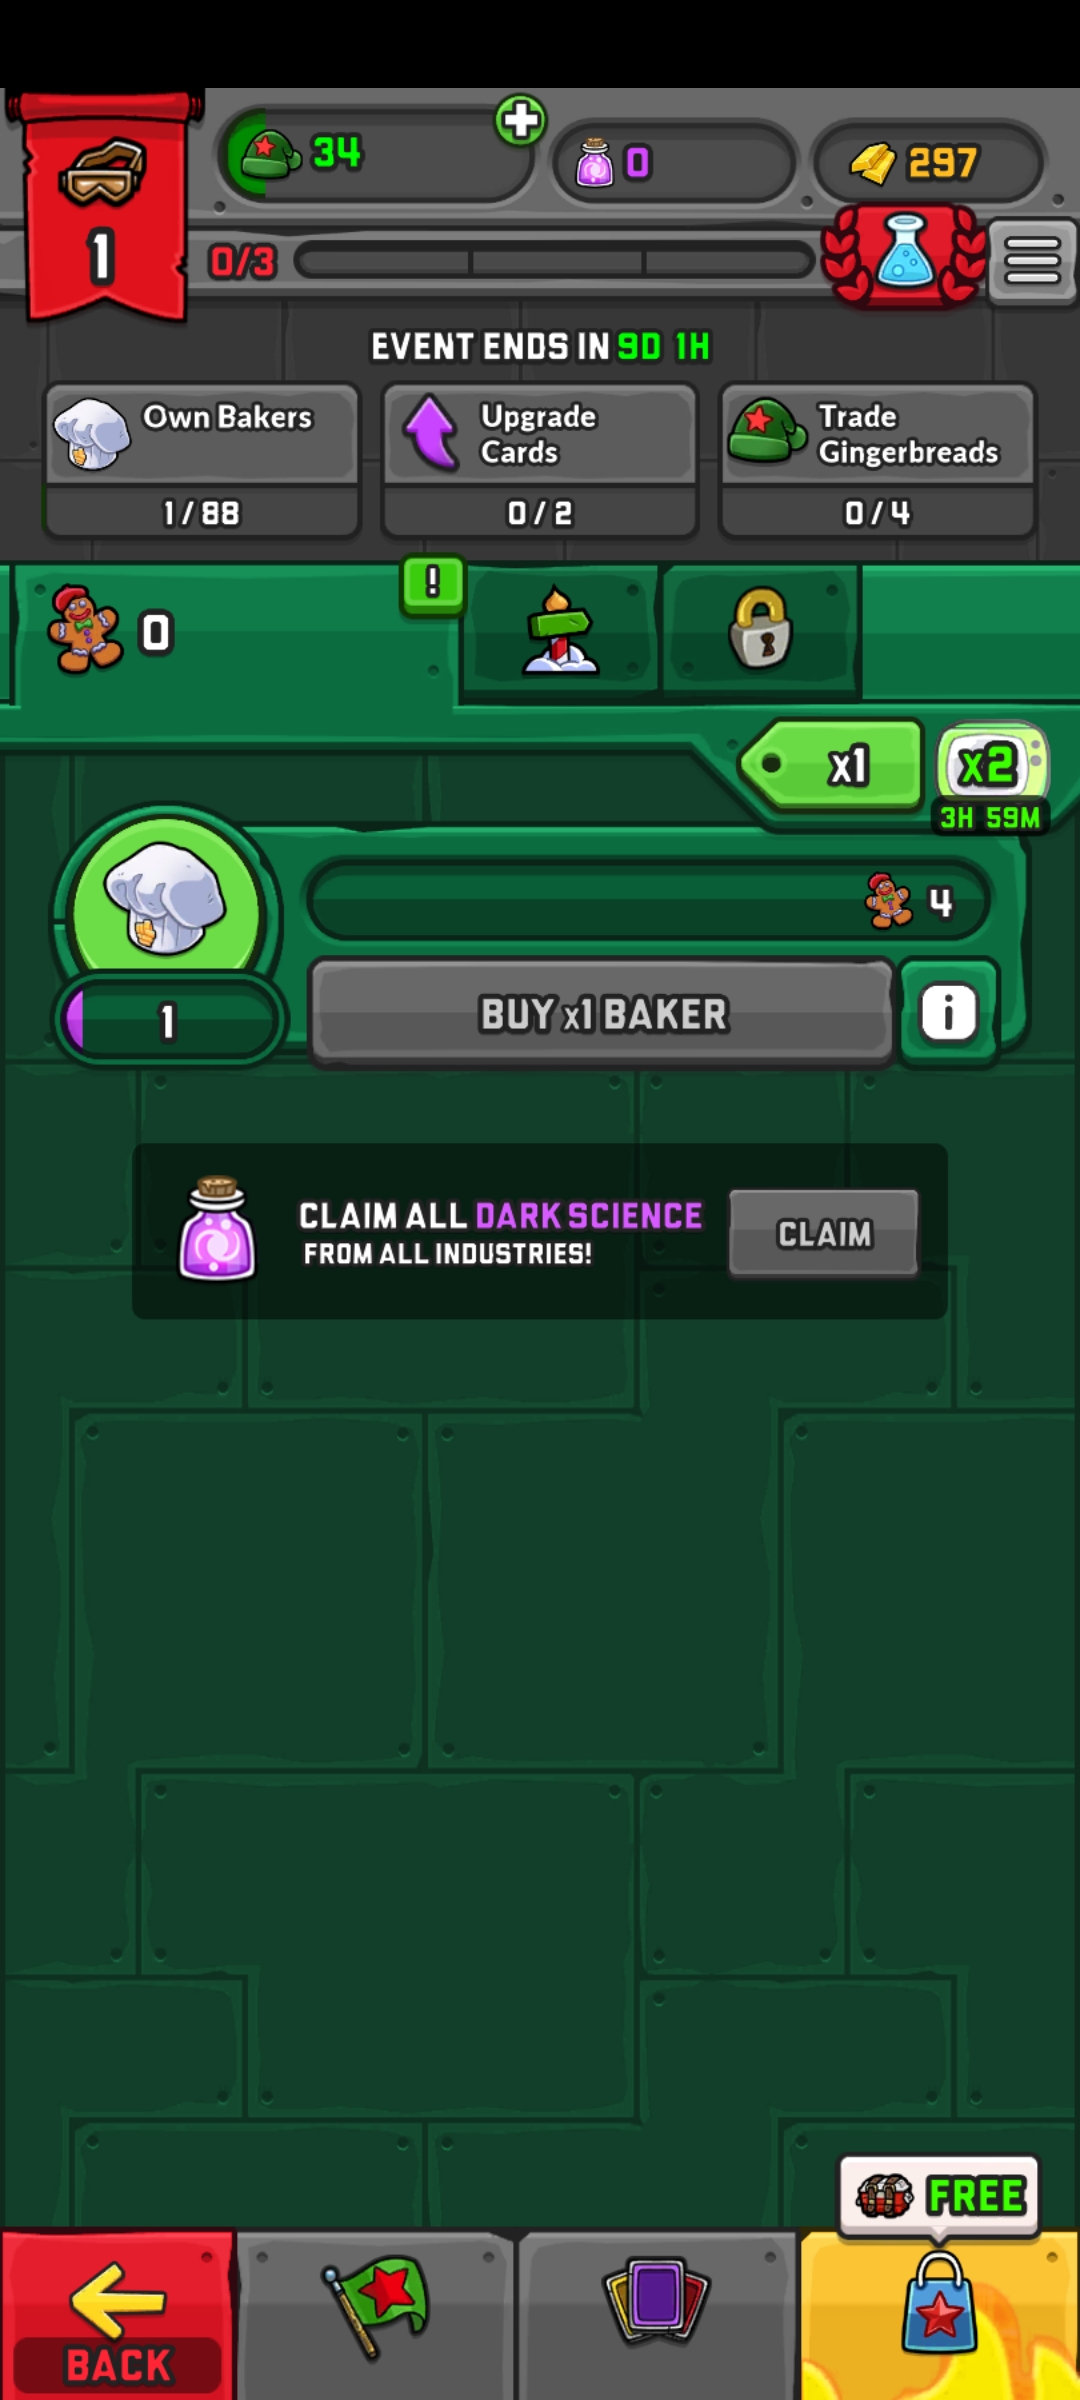 34
0
297
1
0/3
EVENT ENDS IN 9D 1H
Own Bakers
1/88
Upgrade
Cards
0/2
Trade
Gingerbreads
0/4
!
0
x1
x2
3H 59M
4
1
BUY x1 BAKER
i
CLAIM ALL DARK SCIENCE
FROM ALL INDUSTRIES!
CLAIM
FREE
BACK